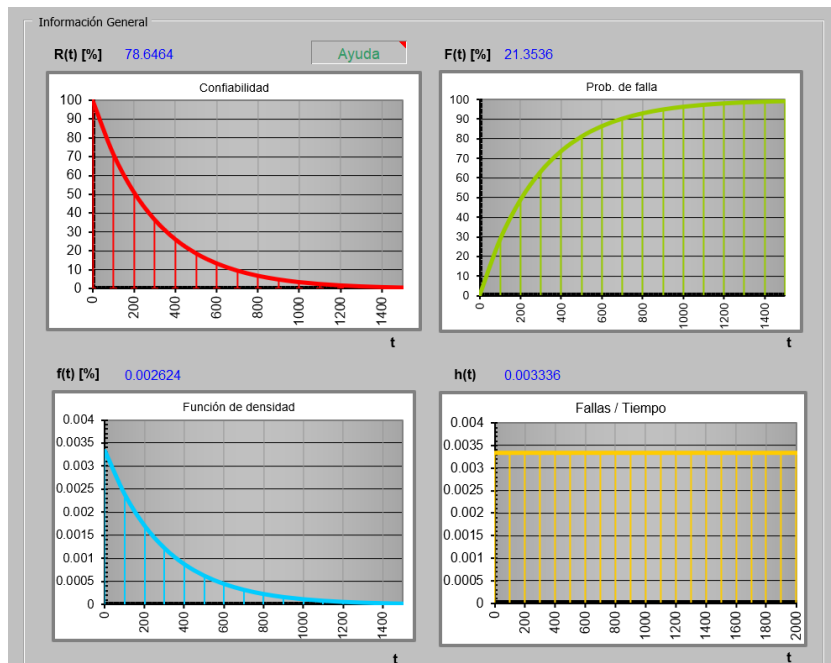 Información General
R(t) [%] 78.6464 Ayuda F(t) [%] 21.3536
Confiabilidad
100
90
80
70
60
50
40
30
20
10
0
0 200 400 600 800 1000 1200 1400
t
Prob. de falla
100
90
80
70
60
50
40
30
20
10
0
0 200 400 600 800 1000 1200 1400
t
f(t) [%] 0.002624 h(t) 0.003336
Función de densidad
0.004
0.0035
0.003
0.0025
0.002
0.0015
0.001
0.0005
0
0 200 400 600 800 1000 1200 1400
t
Fallas / Tiempo
0.004
0.0035
0.003
0.0025
0.002
0.0015
0.001
0.0005
0
0 200 400 600 800 1000 1200 1400 1600 1800 2000
t